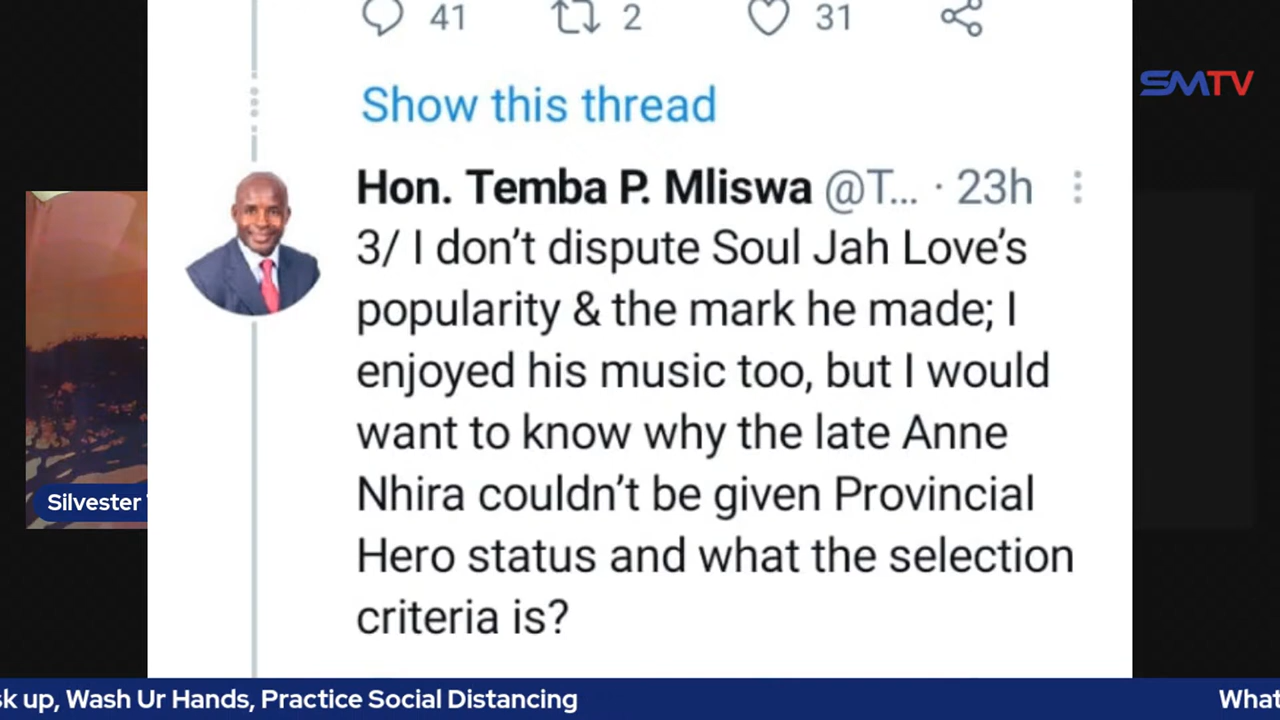 41 2 31
SMTV
Show this thread
Hon. Temba P. Mliswa @T... · 23h
3/ I don't dispute Soul Jah Love's
popularity & the mark he made; I
enjoyed his music too, but I would
want to know why the late Anne
Nhira couldn't be given Provincial
Hero status and what the selection
criteria is?
Silvester
up, Wash Ur Hands, Practice Social Distancing